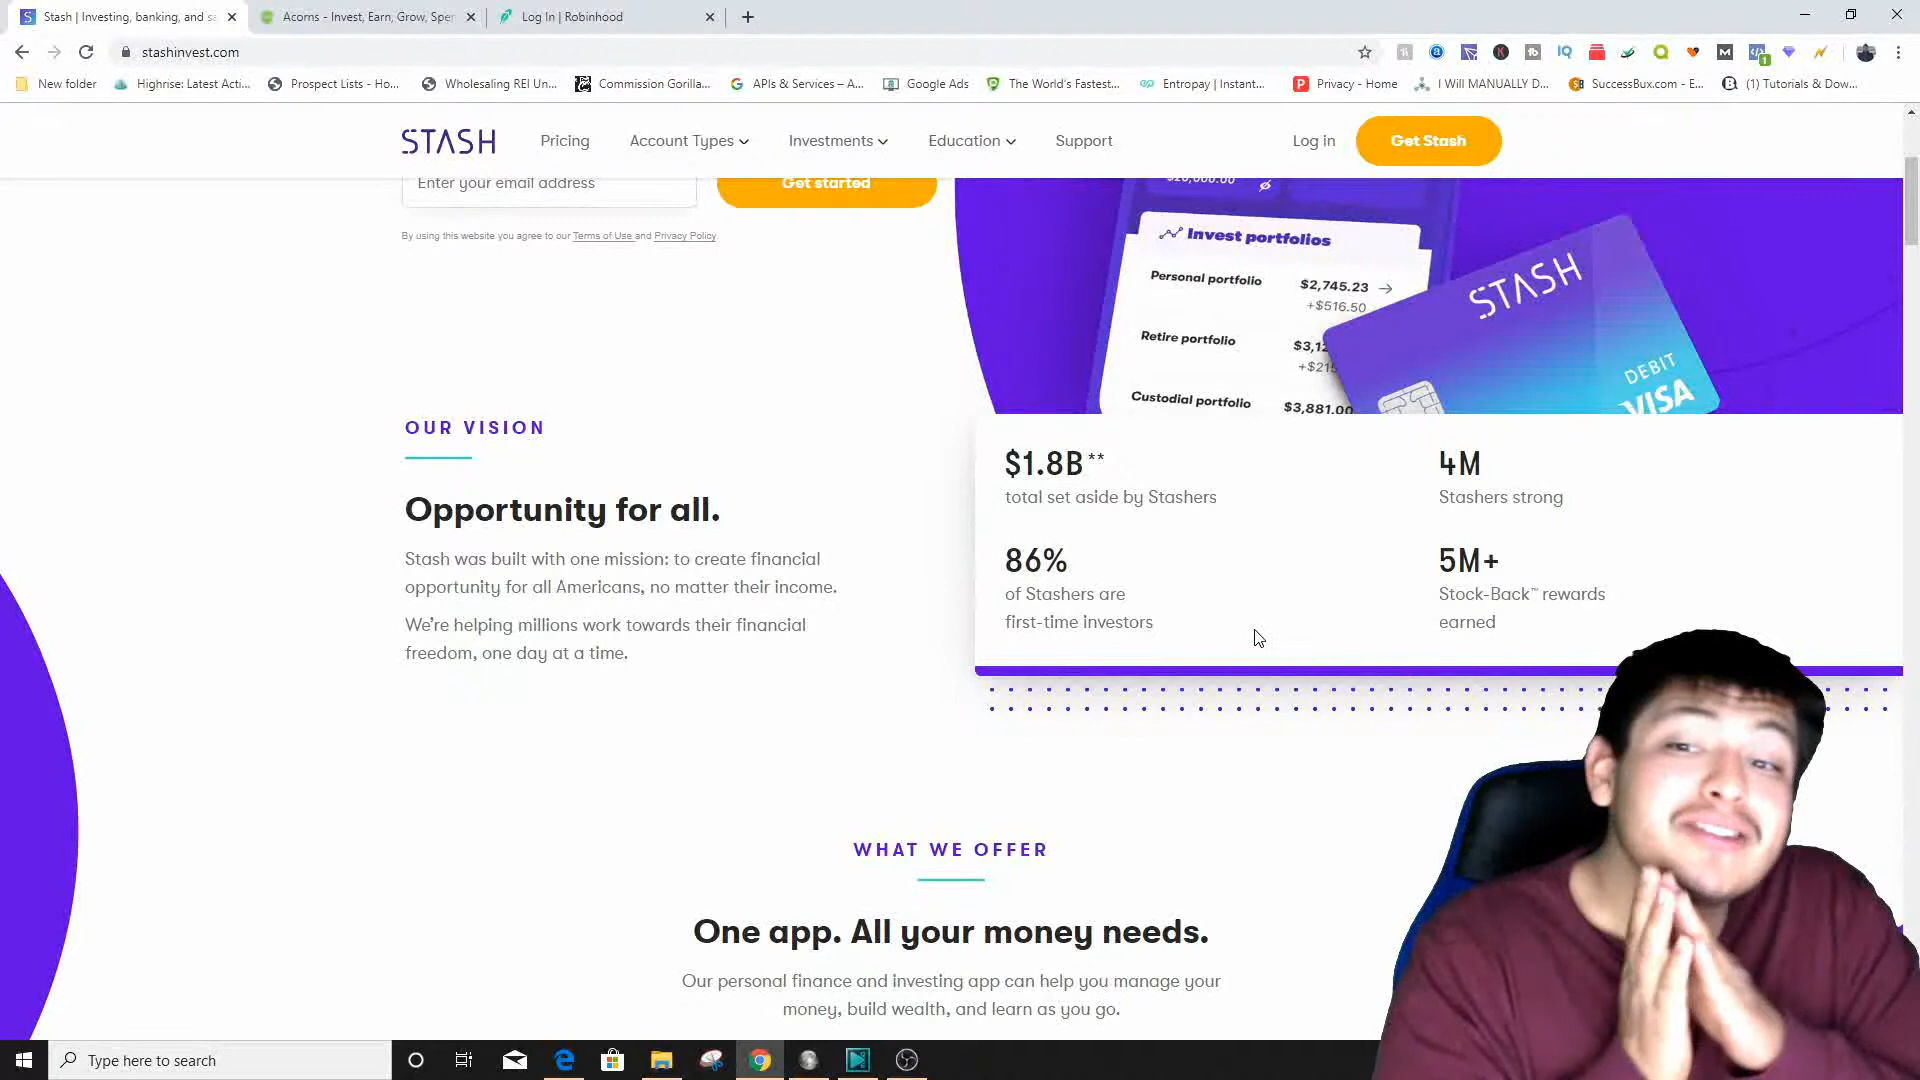 Stash | Investing, banking, and sa
Acorns - Invest, Earn, Grow, Sper
Log In | Robinhood
stashinvest.com
New folder
Highrise: Latest Acti...
Prospect Lists - Ho...
Wholesaling REI Un...
Commission Gorilla...
APIs & Services – A...
Google Ads
The World's Fastest...
Entropay | Instant...
Privacy - Home
I Will MANUALLY D...
SuccessBux.com - E...
(1) Tutorials & Dow...
STASH
Pricing
Account Types
Investments
Education
Support
Log in
Get Stash
Enter your email address
Get started
By using this website you agree to our Terms of Use and Privacy Policy.
Invest portfolios
Personal portfolio
$2,745.23
+$516.50
Retire portfolio
$3,12
+$215
Custodial portfolio
$3,881.00
STASH
DEBIT
VISA
OUR VISION
Opportunity for all.
Stash was built with one mission: to create financial
opportunity for all Americans, no matter their income.
We're helping millions work towards their financial
freedom, one day at a time.
$1.8B**
total set aside by Stashers
4M
Stashers strong
86%
of Stashers are
first-time investors
5M+
Stock-Back™ rewards
earned
WHAT WE OFFER
One app. All your money needs.
Our personal finance and investing app can help you manage your
money, build wealth, and learn as you go.
Type here to search